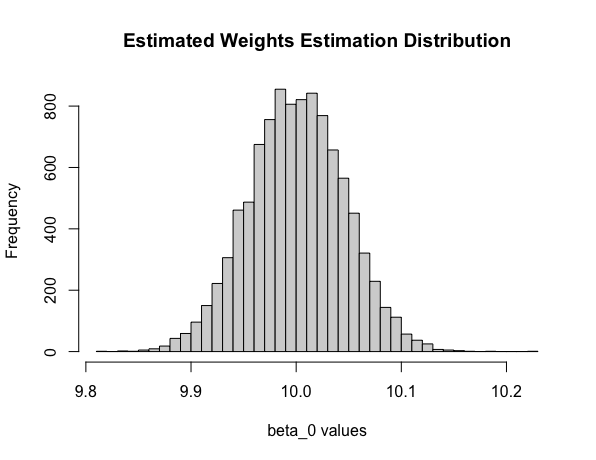 Estimated Weights Estimation Distribution
Frequency
800
600
400
200
0
9.8 9.9 10.0 10.1 10.2
beta_0 values